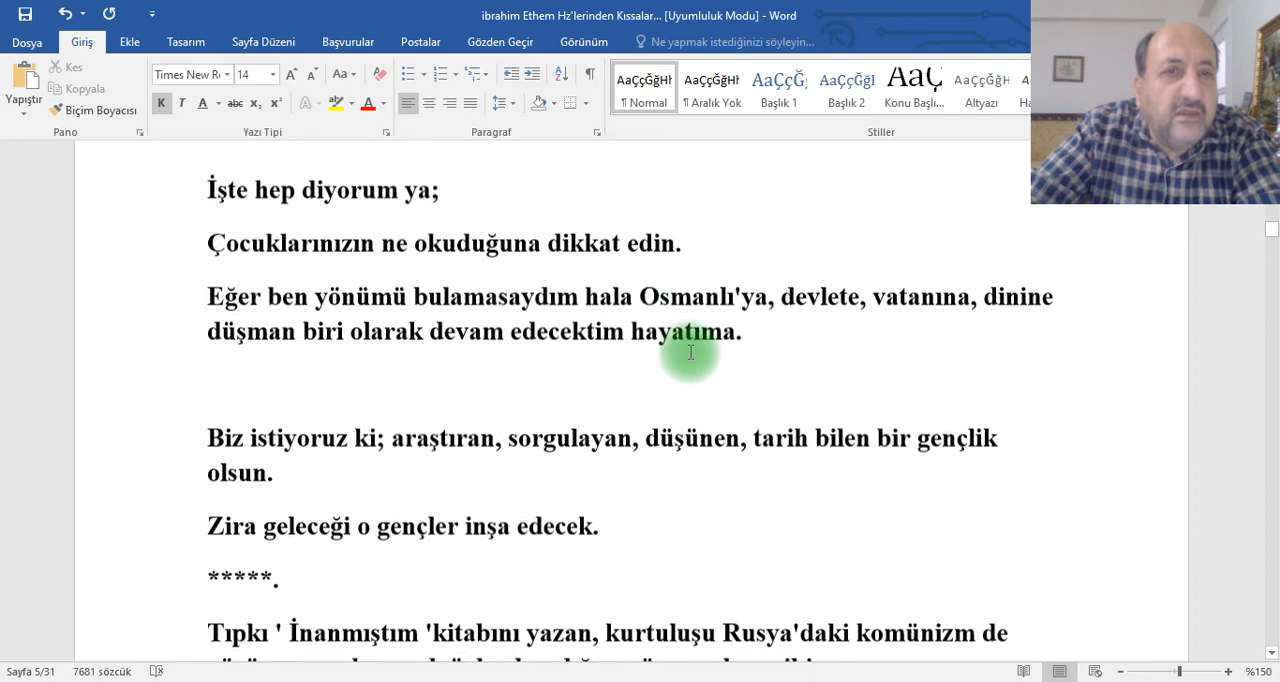 ibrahim Ethem Hz'lerinden Kıssalar... [Uyumluluk Modu] - Word
Dosya Giriş Ekle Tasarım Sayfa Düzeni Başvurular Postalar Gözden Geçir Görünüm Ne yapmak istediğinizi söyleyin...
Kes
Kopyala
Yapıştır
Biçim Boyacısı
Times New R 14
AaÇçĞğHł AaÇçĞğHł AaÇçĞğ AaÇçĞğI AaÇ AaÇçĞğH
¶ Normal ¶ Aralık Yok Başlık 1 Başlık 2 Konu Başlı... Altyazı
Pano Yazı Tipi Paragraf Stiller
İşte hep diyorum ya;
Çocuklarınızın ne okuduğuna dikkat edin.
Eğer ben yönümü bulamasaydım hala Osmanlı'ya, devlete, vatanına, dinine
düşman biri olarak devam edecektim hayatıma.
Biz istiyoruz ki; araştıran, sorgulayan, düşünen, tarih bilen bir gençlik
olsun.
Zira geleceği o gençler inşa edecek.
*****.
Tıpkı ' İnanmıştım 'kitabını yazan, kurtuluşu Rusya'daki komünizm de
Sayfa 5/31 7681 sözcük %150